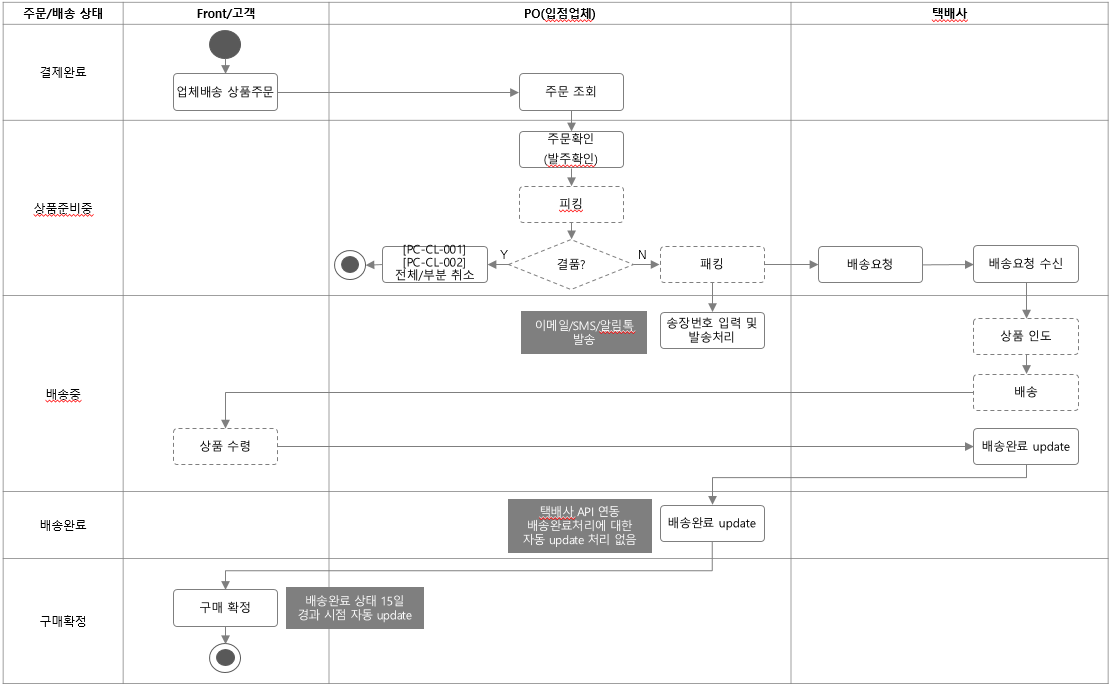 주문/배송 상태
Front/고객
PO(입점업체)
택배사
결제완료
업체배송 상품주문
주문 조회
상품준비중
주문확인
(발주확인)
피킹
결품?
Y
N
[PC-CL-001]
[PC-CL-002]
전체/부분 취소
패킹
배송요청
배송요청 수신
배송중
이메일/SMS/알림톡
발송
송장번호 입력 및
발송처리
상품 인도
배송
상품 수령
배송완료 update
배송완료
택배사 API 연동
배송완료처리에 대한
자동 update 처리 없음
배송완료 update
구매확정
구매 확정
배송완료 상태 15일
경과 시점 자동 update